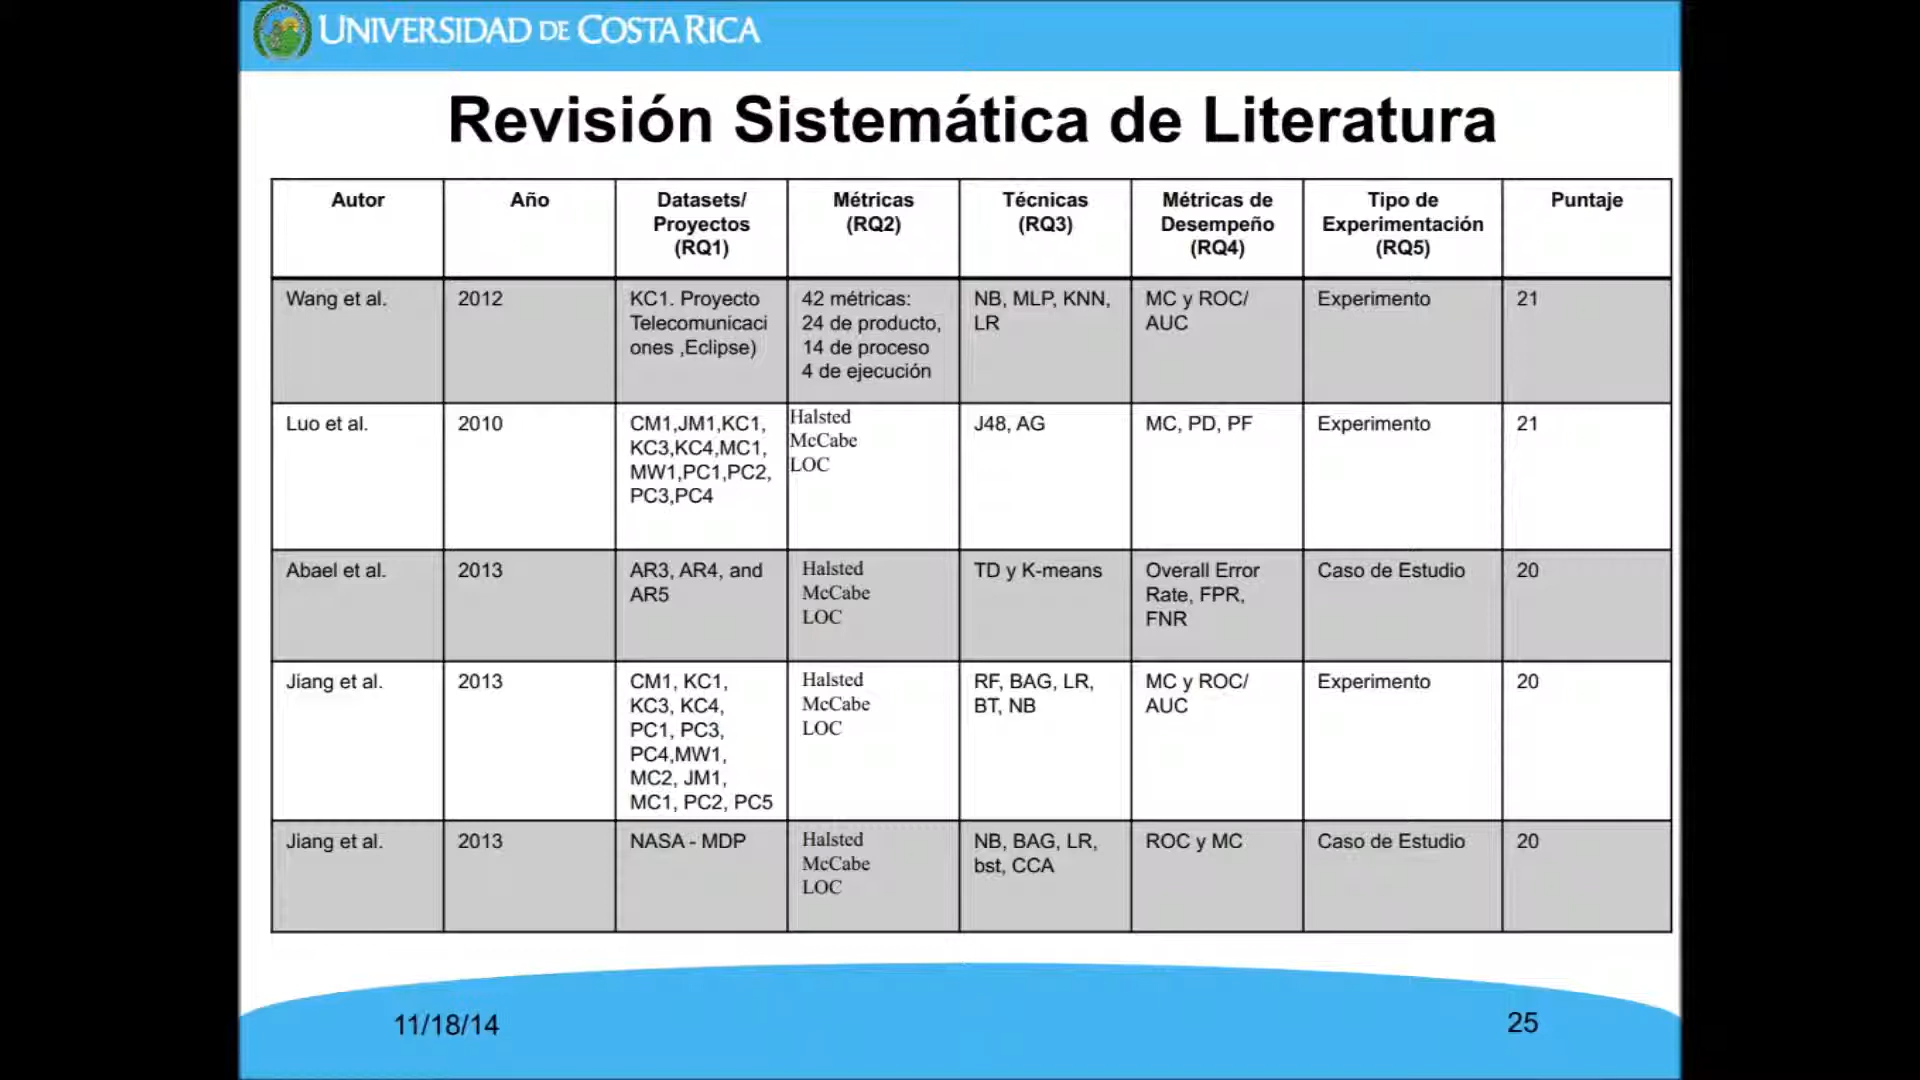 UNIVERSIDAD DE COSTA RICA
Revisión Sistemática de Literatura
Autor
Año
Datasets/
Proyectos
(RQ1)
Métricas
(RQ2)
Técnicas
(RQ3)
Métricas de
Desempeño
(RQ4)
Tipo de
Experimentación
(RQ5)
Puntaje
Wang et al.
2012
KC1. Proyecto
Telecomunicaci
ones ,Eclipse)
42 métricas:
24 de producto,
14 de proceso
4 de ejecución
NB, MLP, KNN,
LR
MC y ROC/
AUC
Experimento
21
Luo et al.
2010
CM1,JM1,KC1,
KC3,KC4,MC1,
MW1,PC1,PC2,
PC3,PC4
Halsted
McCabe
LOC
J48, AG
MC, PD, PF
Experimento
21
Abael et al.
2013
AR3, AR4, and
AR5
Halsted
McCabe
LOC
TD y K-means
Overall Error
Rate, FPR,
FNR
Caso de Estudio
20
Jiang et al.
2013
CM1, KC1,
KC3, KC4,
PC1, PC3,
PC4,MW1,
MC2, JM1,
MC1, PC2, PC5
Halsted
McCabe
LOC
RF, BAG, LR,
BT, NB
MC y ROC/
AUC
Experimento
20
Jiang et al.
2013
NASA - MDP
Halsted
McCabe
LOC
NB, BAG, LR,
bst, CCA
ROC y MC
Caso de Estudio
20
11/18/14
25